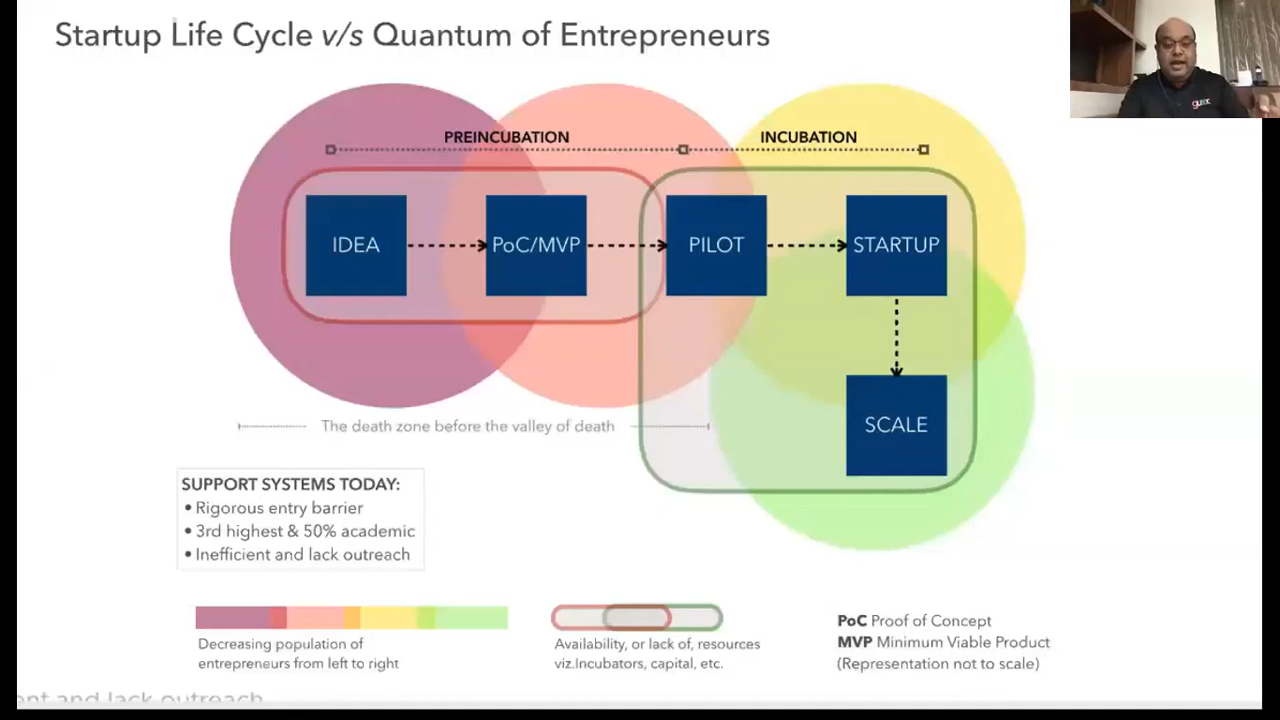 Startup Life Cycle v/s Quantum of Entrepreneurs
PREINCUBATION
INCUBATION
IDEA
PoC/MVP
PILOT
STARTUP
SCALE
The death zone before the valley of death
SUPPORT SYSTEMS TODAY:
• Rigorous entry barrier
• 3rd highest & 50% academic
• Inefficient and lack outreach
Decreasing population of
entrepreneurs from left to right
Availability, or lack of, resources
viz.Incubators, capital, etc.
PoC Proof of Concept
MVP Minimum Viable Product
(Representation not to scale)
and lack outreach